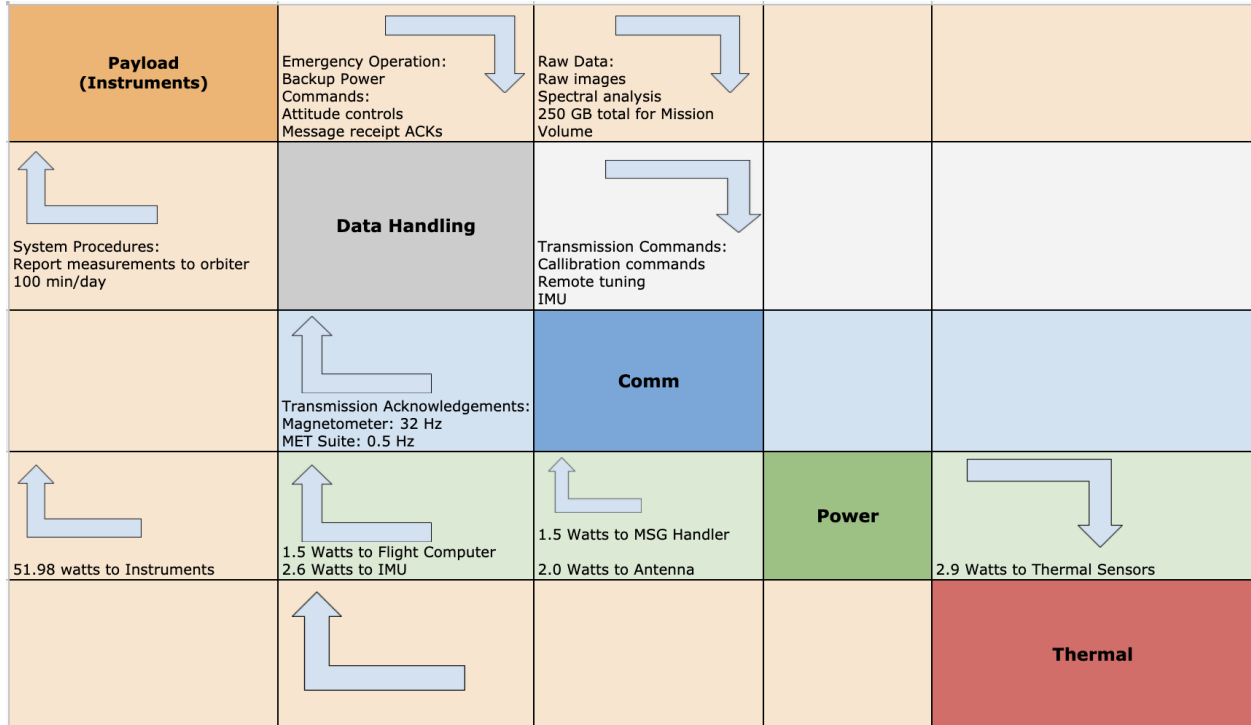 Payload
(Instruments)
Emergency Operation:
Backup Power
Commands:
Attitude controls
Message receipt ACKs
Raw Data:
Raw images
Spectral analysis
250 GB total for Mission
Volume
System Procedures:
Report measurements to orbiter
100 min/day
Data Handling
Transmission Commands:
Callibration commands
Remote tuning
IMU
Transmission Acknowledgements:
Magnetometer: 32 Hz
MET Suite: 0.5 Hz
Comm
51.98 watts to Instruments
1.5 Watts to Flight Computer
2.6 Watts to IMU
1.5 Watts to MSG Handler
2.0 Watts to Antenna
Power
2.9 Watts to Thermal Sensors
Thermal